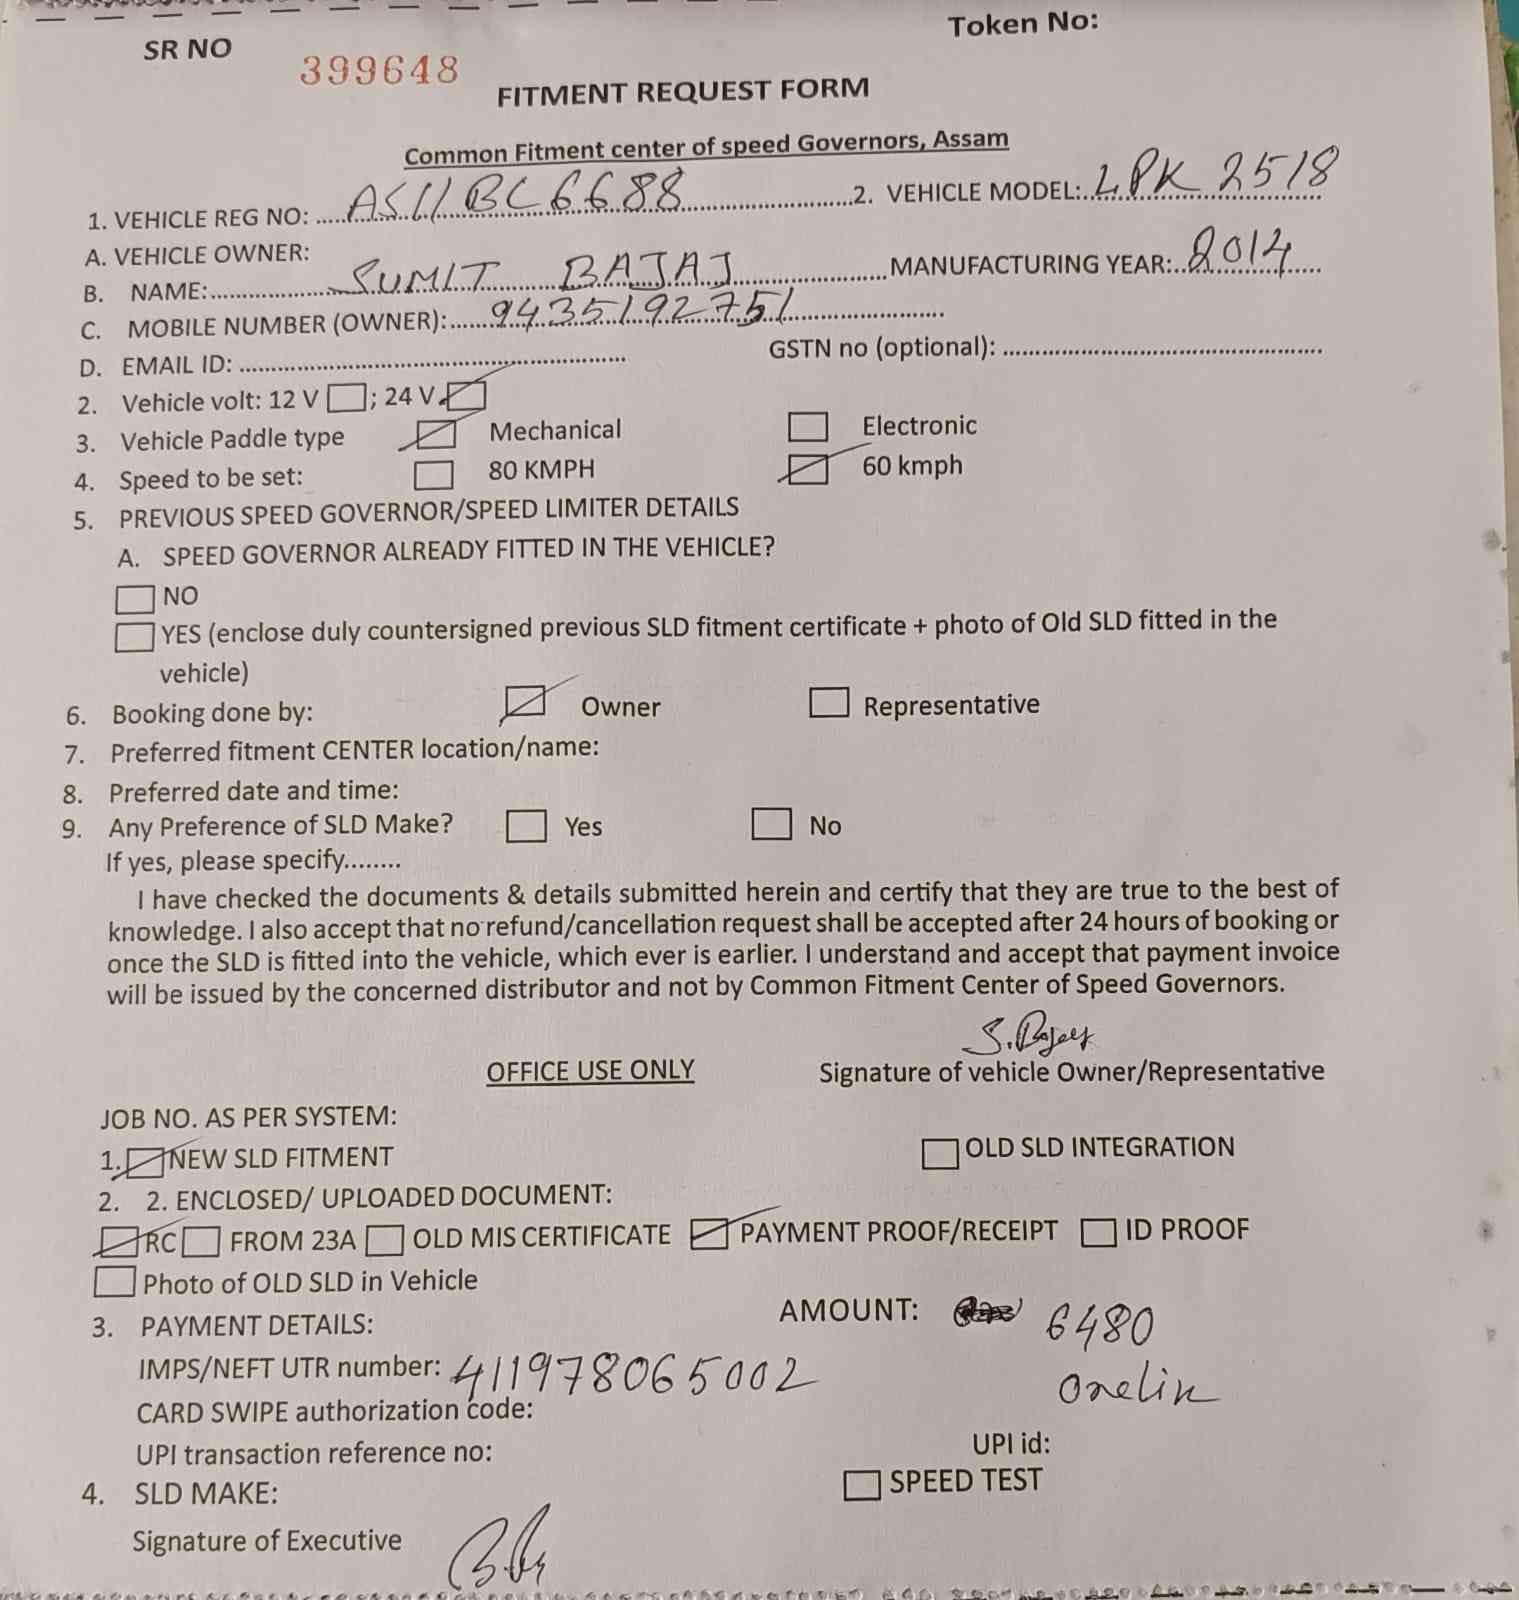 SR NO
399648
Token No:
FITMENT REQUEST FORM
Common Fitment center of speed Governors, Assam
1. VEHICLE REG NO: ..... AS11BC6688 ..... 2. VEHICLE MODEL:.. LPK 2518
A. VEHICLE OWNER:
B. NAME:..... SUMIT BAJAJ ..... MANUFACTURING YEAR:.. 2014
C. MOBILE NUMBER (OWNER):..... 9435192751 .....
D. EMAIL ID: ..... GSTN no (optional): .....
2. Vehicle volt: 12 V ; 24 V
3. Vehicle Paddle type Mechanical Electronic
4. Speed to be set: 80 KMPH 60 kmph
5. PREVIOUS SPEED GOVERNOR/SPEED LIMITER DETAILS
A. SPEED GOVERNOR ALREADY FITTED IN THE VEHICLE?
NO
YES (enclose duly countersigned previous SLD fitment certificate + photo of Old SLD fitted in the
vehicle)
6. Booking done by: Owner Representative
7. Preferred fitment CENTER location/name:
8. Preferred date and time:
9. Any Preference of SLD Make? Yes No
If yes, please specify........
I have checked the documents & details submitted herein and certify that they are true to the best of
knowledge. I also accept that no refund/cancellation request shall be accepted after 24 hours of booking or
once the SLD is fitted into the vehicle, which ever is earlier. I understand and accept that payment invoice
will be issued by the concerned distributor and not by Common Fitment Center of Speed Governors.
S. Bajaj
OFFICE USE ONLY Signature of vehicle Owner/Representative
JOB NO. AS PER SYSTEM:
1. NEW SLD FITMENT OLD SLD INTEGRATION
2. 2. ENCLOSED/ UPLOADED DOCUMENT:
RC FROM 23A OLD MIS CERTIFICATE PAYMENT PROOF/RECEIPT ID PROOF
Photo of OLD SLD in Vehicle
3. PAYMENT DETAILS: AMOUNT: 6480
IMPS/NEFT UTR number: 411978065002
CARD SWIPE authorization code:
UPI transaction reference no: UPI id:
4. SLD MAKE: SPEED TEST
Signature of Executive